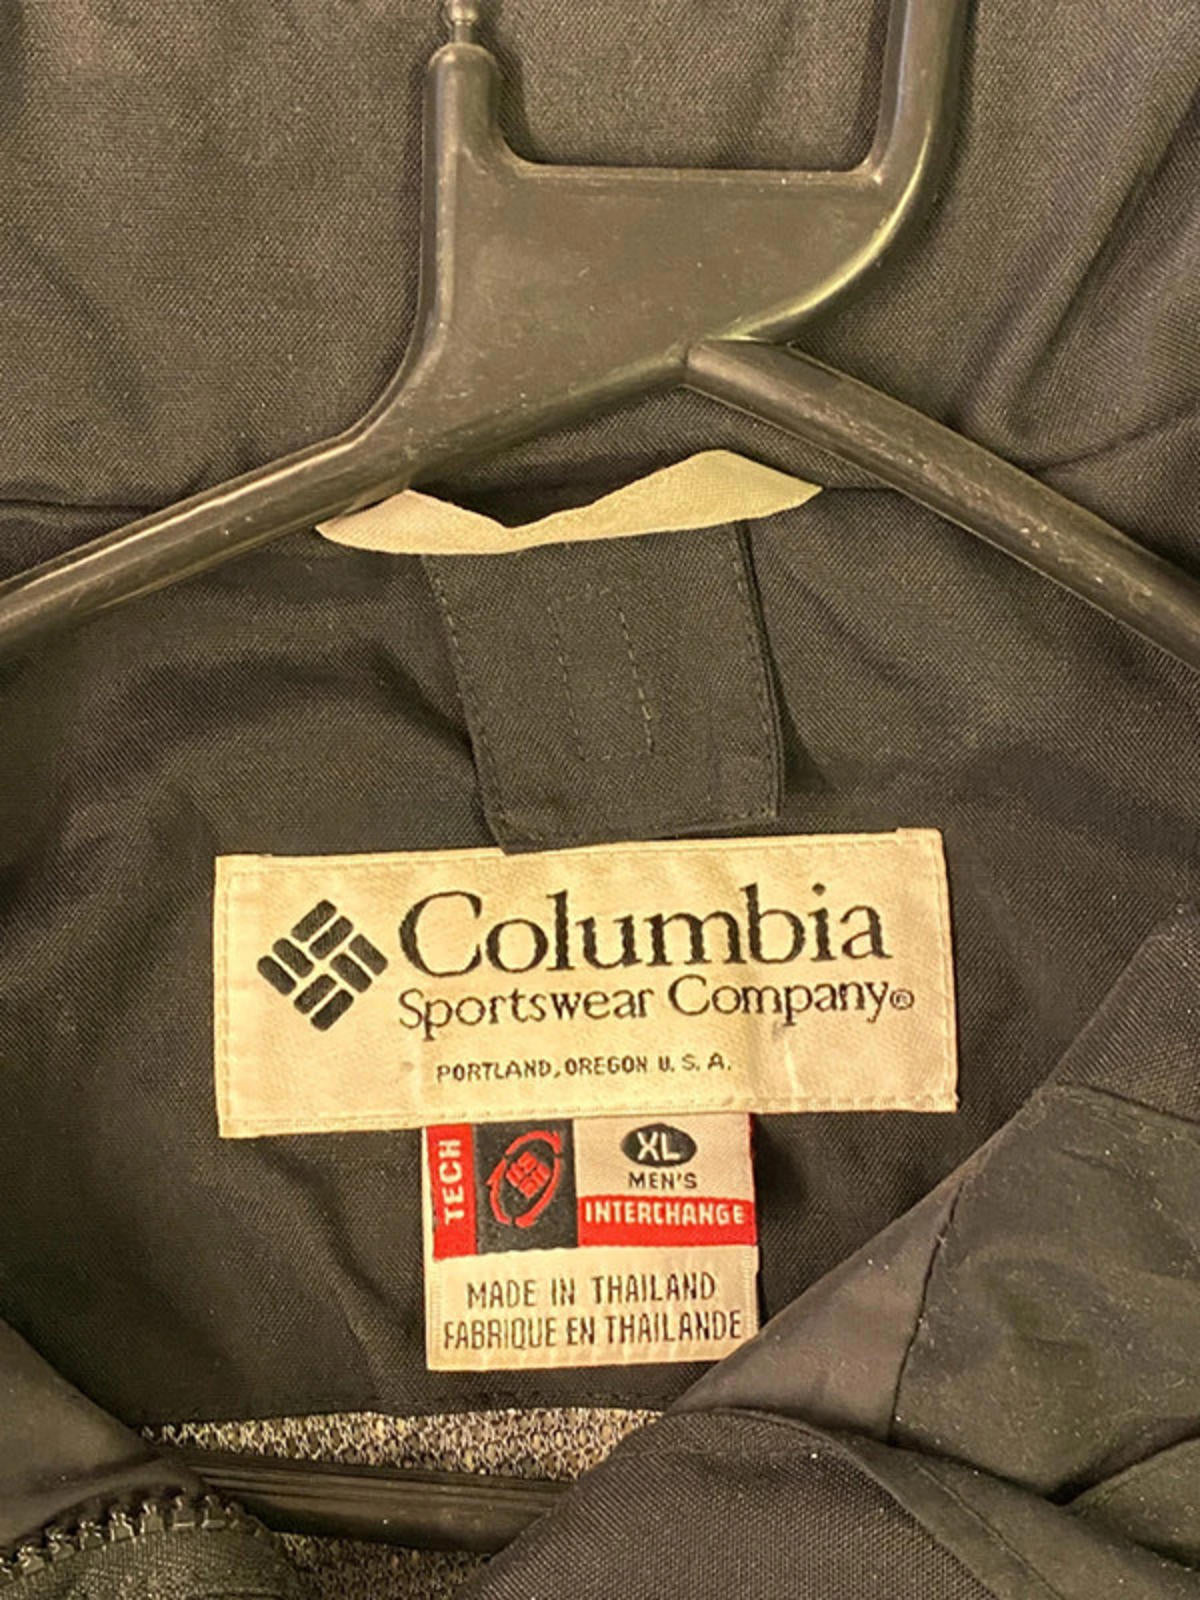 Columbia
Sportswear Company®
PORTLAND, OREGON U. S. A.
TECH
XL
MEN'S
INTERCHANGE
MADE IN THAILAND
FABRIQUE EN THAILANDE